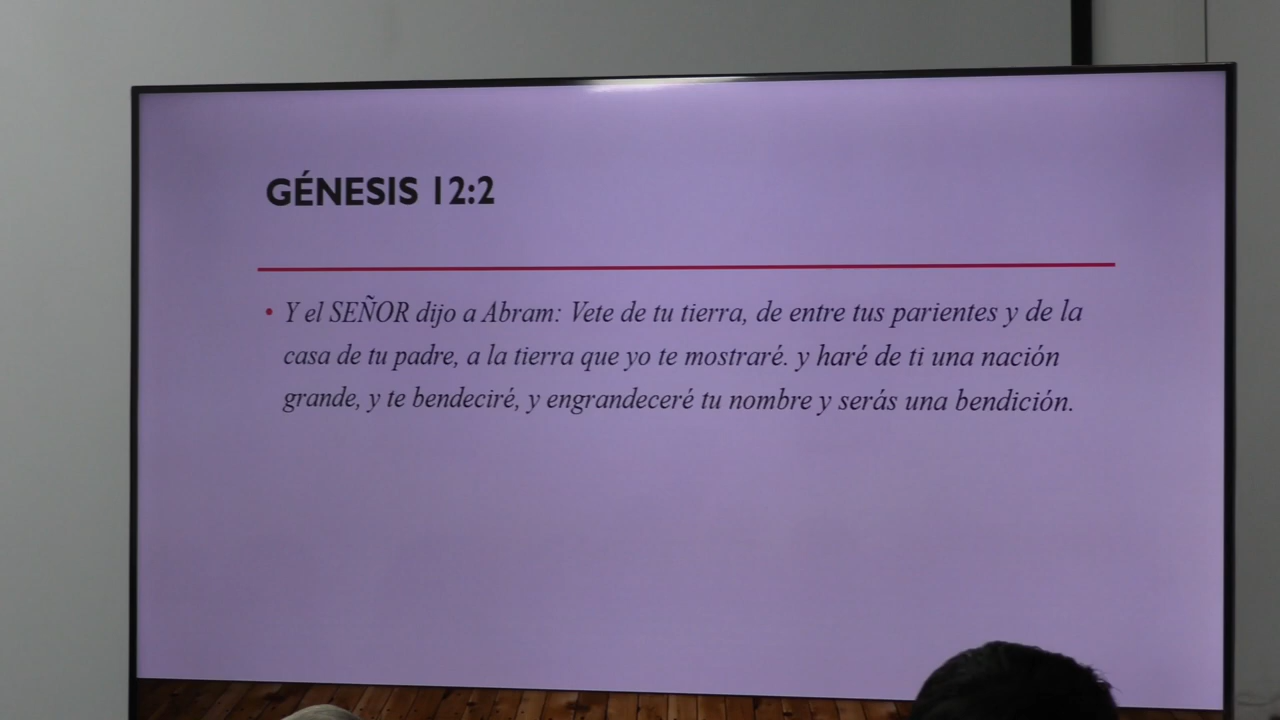 GÉNESIS 12:2
• Y el SEÑOR dijo a Abram: Vete de tu tierra, de entre tus parientes y de la
casa de tu padre, a la tierra que yo te mostraré. y haré de ti una nación
grande, y te bendeciré, y engrandeceré tu nombre y serás una bendición.